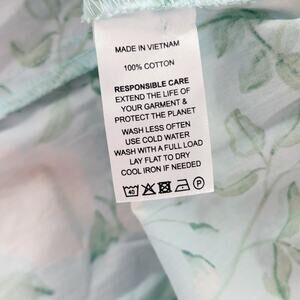 MADE IN VIETNAM
100% COTTON
RESPONSIBLE CARE
EXTEND THE LIFE OF
YOUR GARMENT &
PROTECT THE PLANET
WASH LESS OFTEN
USE COLD WATER
WASH WITH A FULL LOAD
LAY FLAT TO DRY
COOL IRON IF NEEDED
40 P